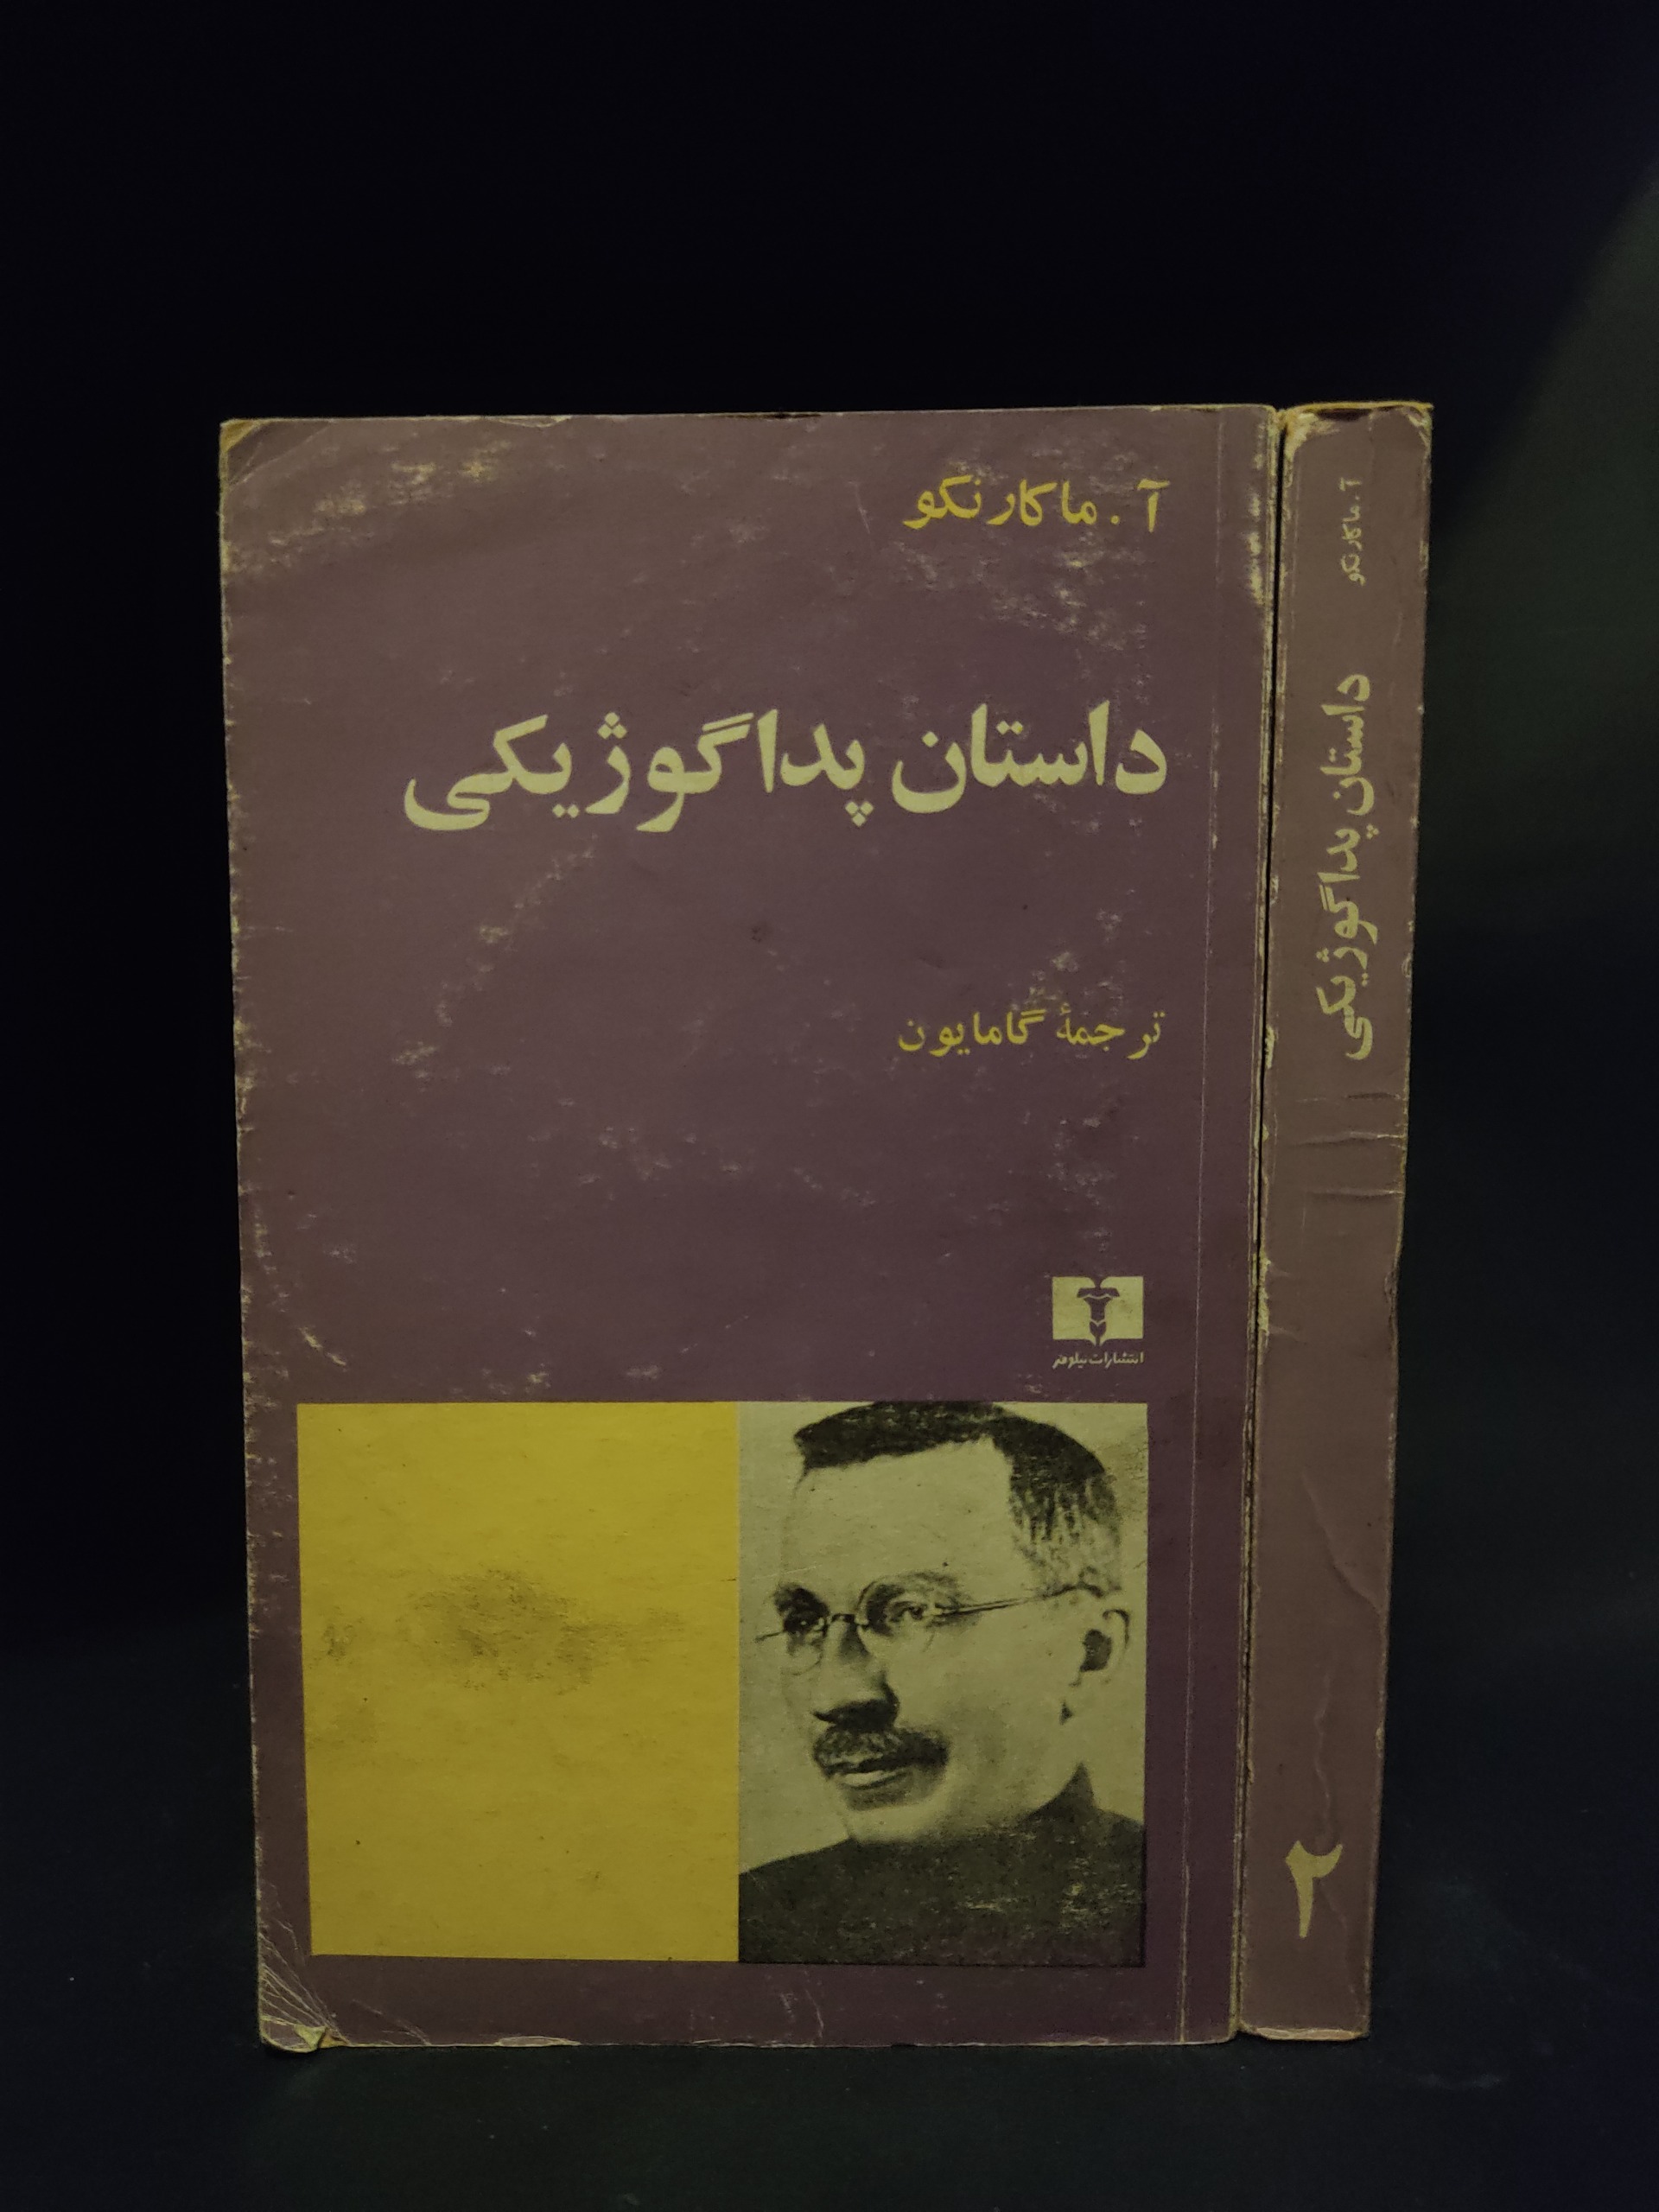 آ. ماکارنکو
داستان پداگوژیکی
ترجمهٔ گامایون
انتشارات نیلوفر
آ. ماکارنکو
داستان پداگوژیکی
۲